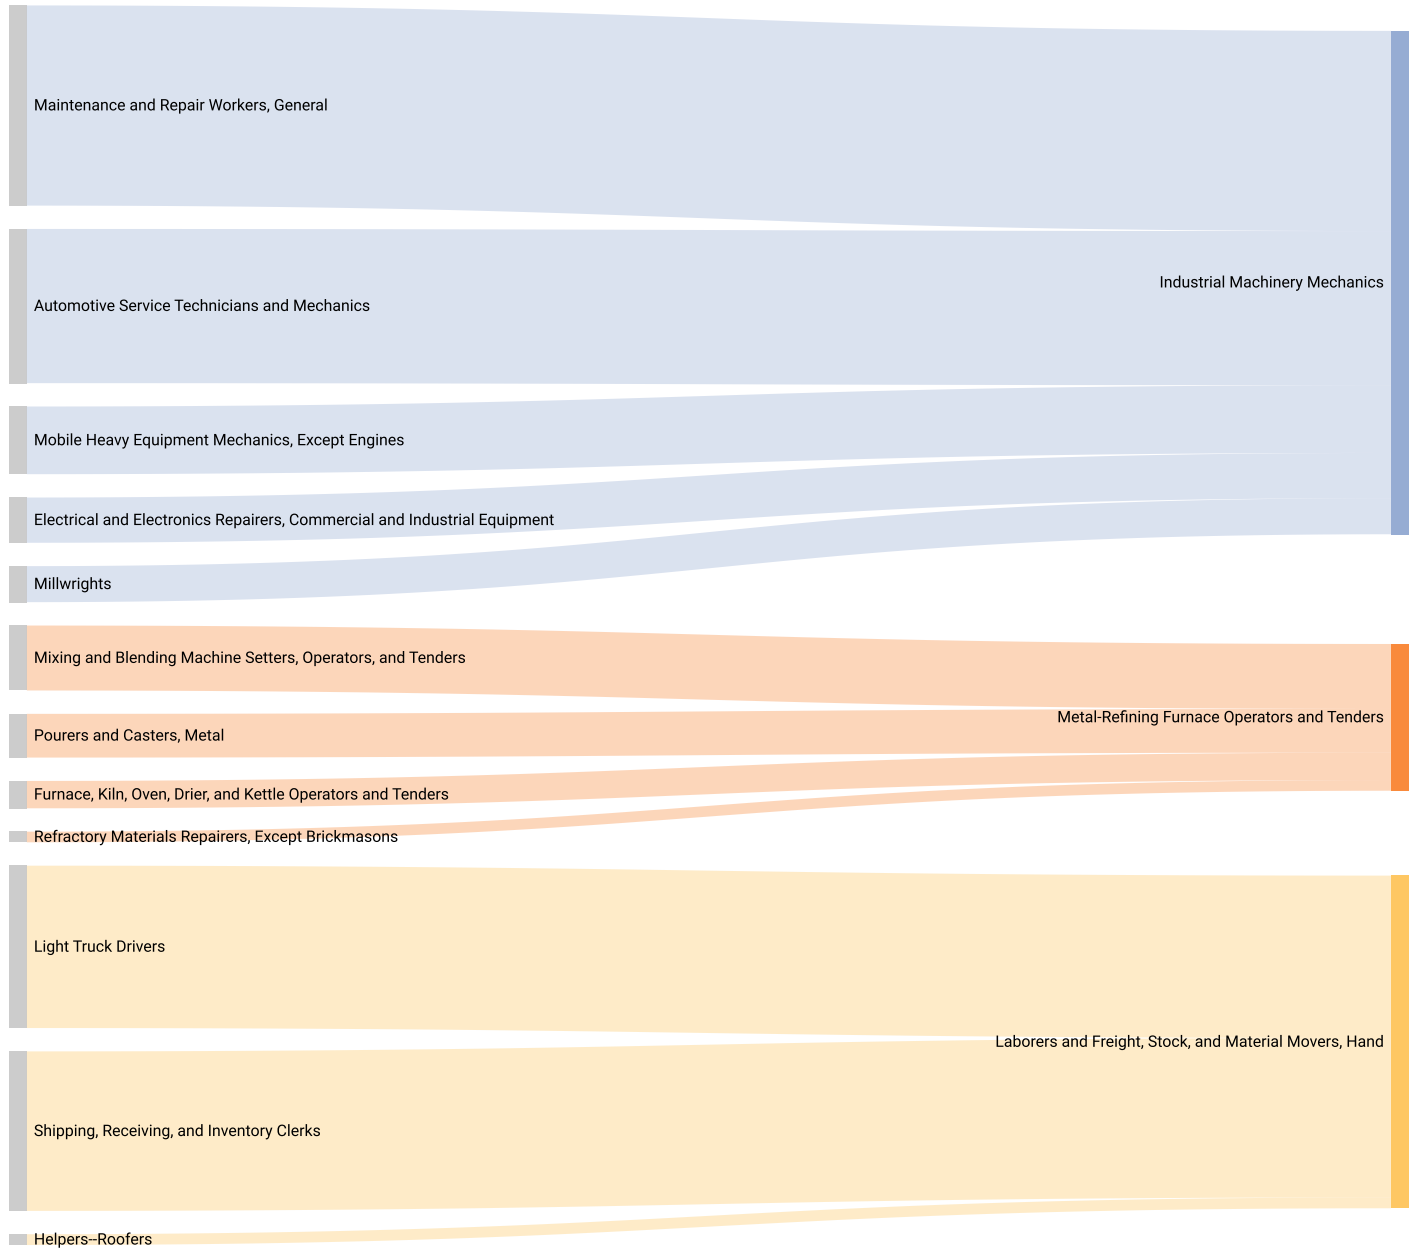 Maintenance and Repair Workers, General
Automotive Service Technicians and Mechanics
Industrial Machinery Mechanics
Mobile Heavy Equipment Mechanics, Except Engines
Electrical and Electronics Repairers, Commercial and Industrial Equipment
Millwrights
Mixing and Blending Machine Setters, Operators, and Tenders
Metal-Refining Furnace Operators and Tenders
Pourers and Casters, Metal
Furnace, Kiln, Oven, Drier, and Kettle Operators and Tenders
Refractory Materials Repairers, Except Brickmasons
Light Truck Drivers
Laborers and Freight, Stock, and Material Movers, Hand
Shipping, Receiving, and Inventory Clerks
Helpers--Roofers